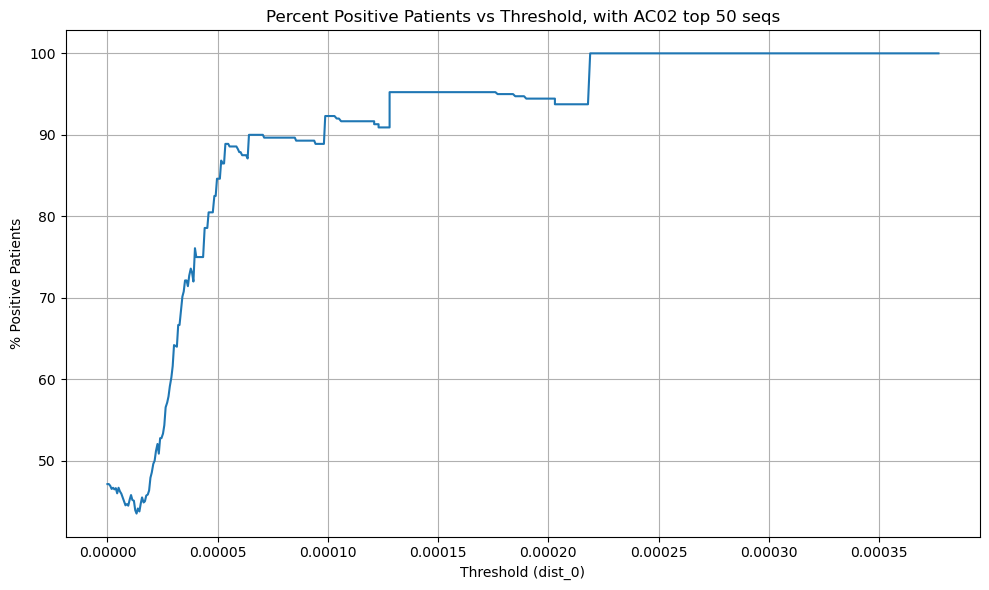 Percent Positive Patients vs Threshold, with AC02 top 50 seqs
% Positive Patients
100
90
80
70
60
50
0.00000 0.00005 0.00010 0.00015 0.00020 0.00025 0.00030 0.00035
Threshold (dist_0)